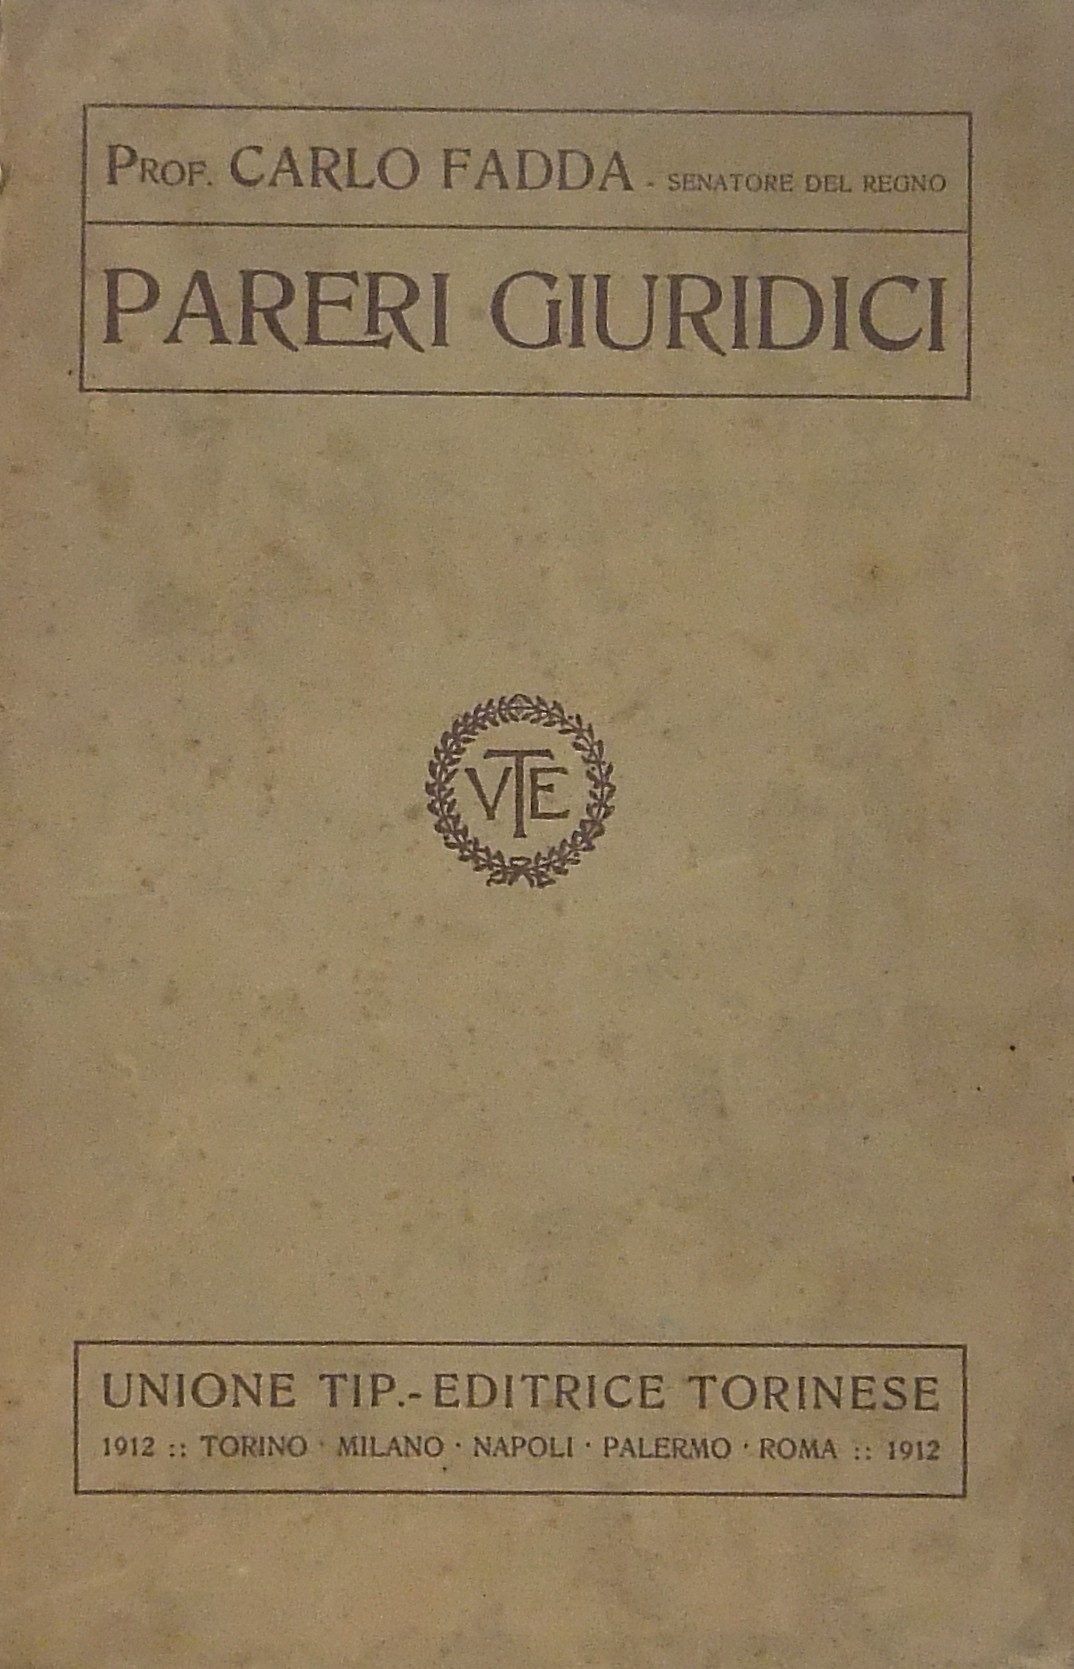 PROF. CARLO FADDA - SENATORE DEL REGNO
PARERI GIURIDICI
VTE
UNIONE TIP.-EDITRICE TORINESE
1912 :: TORINO · MILANO · NAPOLI · PALERMO · ROMA :: 1912